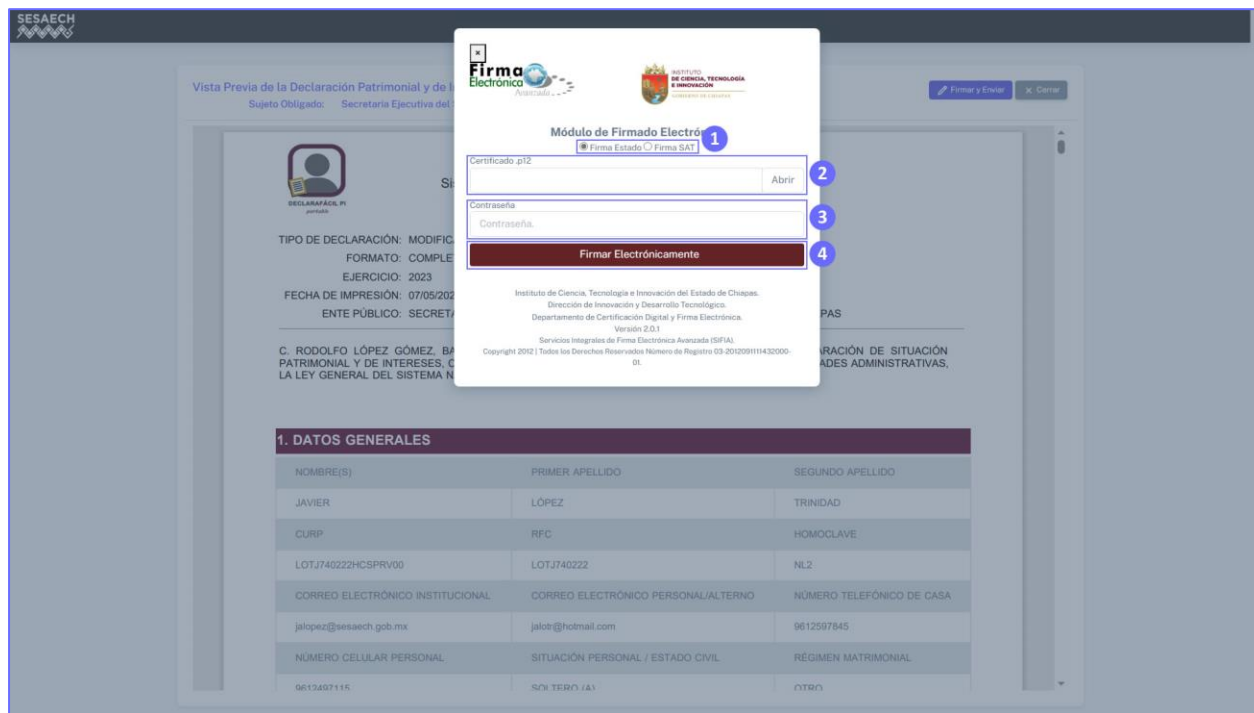 SESAECH
Vista Previa de la Declaración Patrimonial y de I
Sujeto Obligado: Secretaria Ejecutiva del
Firmar y Enviar
× Cerrar
×
Firma
Electrónica
Avanzada
INSTITUTO
DE CIENCIA, TECNOLOGÍA
E INNOVACIÓN
GOBIERNO DE CHIAPAS
Módulo de Firmado Electrón
1
Firma Estado Firma SAT
Certificado .p12
Abrir
2
Contraseña
Contraseña.
3
Firmar Electrónicamente
4
Instituto de Ciencia, Tecnología e Innovación del Estado de Chiapas.
Dirección de Innovación y Desarrollo Tecnológico.
Departamento de Certificación Digital y Firma Electrónica.
Versión 2.0.1
Servicios Integrales de Firma Electrónica Avanzada (SIFIA).
Copyright 2012 | Todos los Derechos Reservados Número de Registro 03-2012091111432000-
01.
DECLARAFÁCIL PI
Si
TIPO DE DECLARACIÓN: MODIFIC
FORMATO: COMPLE
EJERCICIO: 2023
FECHA DE IMPRESIÓN: 07/05/202
ENTE PÚBLICO: SECRET PAS
C. RODOLFO LÓPEZ GÓMEZ, BA ARACIÓN DE SITUACIÓN
PATRIMONIAL Y DE INTERESES, C ADES ADMINISTRATIVAS,
LA LEY GENERAL DEL SISTEMA N
1. DATOS GENERALES
NOMBRE(S) PRIMER APELLIDO SEGUNDO APELLIDO
JAVIER LÓPEZ TRINIDAD
CURP RFC HOMOCLAVE
LOTJ740222HCSPRV00 LOTJ740222 NL2
CORREO ELECTRÓNICO INSTITUCIONAL CORREO ELECTRÓNICO PERSONAL/ALTERNO NÚMERO TELEFÓNICO DE CASA
jalopez@sesaech.gob.mx jalotr@hotmail.com 9612597845
NÚMERO CELULAR PERSONAL SITUACIÓN PERSONAL / ESTADO CIVIL RÉGIMEN MATRIMONIAL
9612497115 SOLTERO (A) OTRO